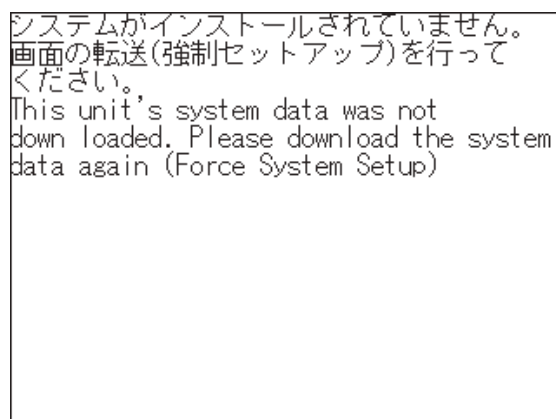 システムがインストールされていません。
画面の転送(強制セットアップ)を行って
ください。
This unit's system data was not
down loaded. Please download the system
data again (Force System Setup)